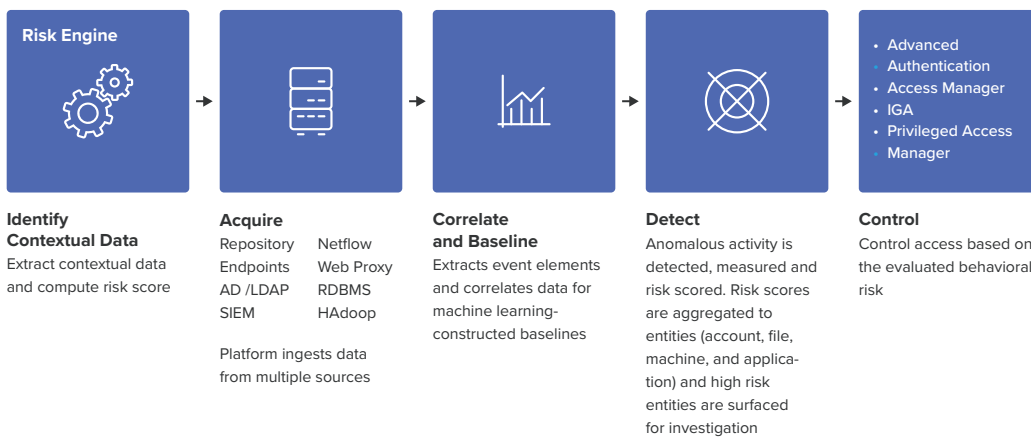 Risk Engine
• Advanced
• Authentication
• Access Manager
• IGA
• Privileged Access
• Manager
Identify
Contextual Data
Extract contextual data
and compute risk score
Acquire
Repository Netflow
Endpoints Web Proxy
AD /LDAP RDBMS
SIEM HAdoop
Platform ingests data
from multiple sources
Correlate
and Baseline
Extracts event elements
and correlates data for
machine learning-
constructed baselines
Detect
Anomalous activity is
detected, measured and
risk scored. Risk scores
are aggregated to
entities (account, file,
machine, and applica-
tion) and high risk
entities are surfaced
for investigation
Control
Control access based on
the evaluated behavioral
risk